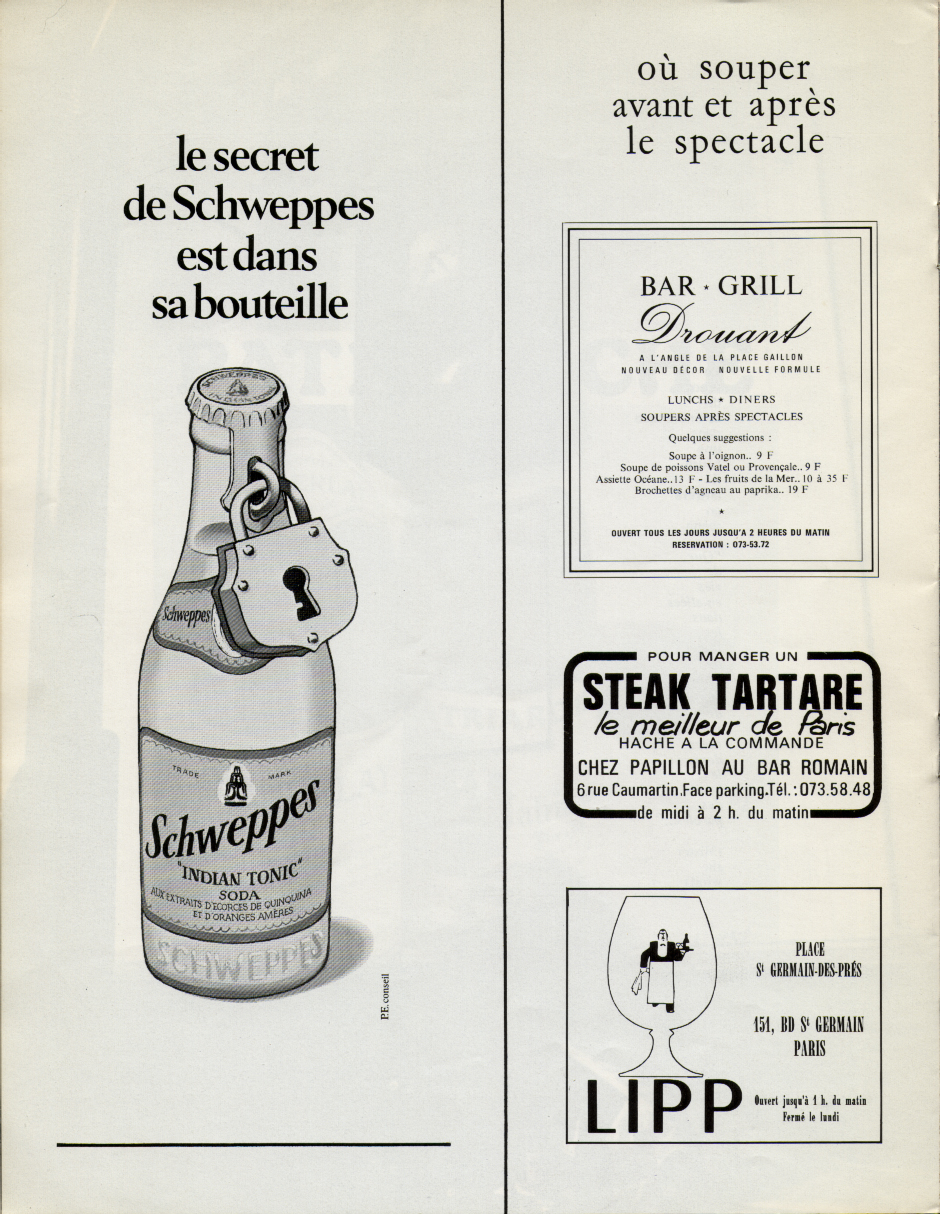 le secret
de Schweppes
est dans
sa bouteille
SCHWEPPES
INDIAN TONIC
Schweppes
TRADE MARK
Schweppes
"INDIAN TONIC"
SODA
AUX EXTRAITS D'ECORCES DE QUINQUINA
ET D'ORANGES AMÈRES
SCHWEPPES
P.E. conseil
où souper
avant et après
le spectacle
BAR ⋆ GRILL
Drouant
A L'ANGLE DE LA PLACE GAILLON
NOUVEAU DÉCOR NOUVELLE FORMULE
LUNCHS ⋆ DINERS
SOUPERS APRÈS SPECTACLES
Quelques suggestions :
Soupe à l'oignon.. 9 F
Soupe de poissons Vatel ou Provençale.. 9 F
Assiette Océane..13 F - Les fruits de la Mer.. 10 à 35 F
Brochettes d'agneau au paprika.. 19 F
⋆
OUVERT TOUS LES JOURS JUSQU'A 2 HEURES DU MATIN
RESERVATION : 073-53.72
POUR MANGER UN
STEAK TARTARE
le meilleur de Paris
HACHE A LA COMMANDE
CHEZ PAPILLON AU BAR ROMAIN
6 rue Caumartin.Face parking.Tél.: 073.58.48
de midi à 2 h. du matin
PLACE
St GERMAIN-DES-PRÉS
151, BD St GERMAIN
PARIS
LIPP
Ouvert jusqu'à 1 h. du matin
Fermé le lundi